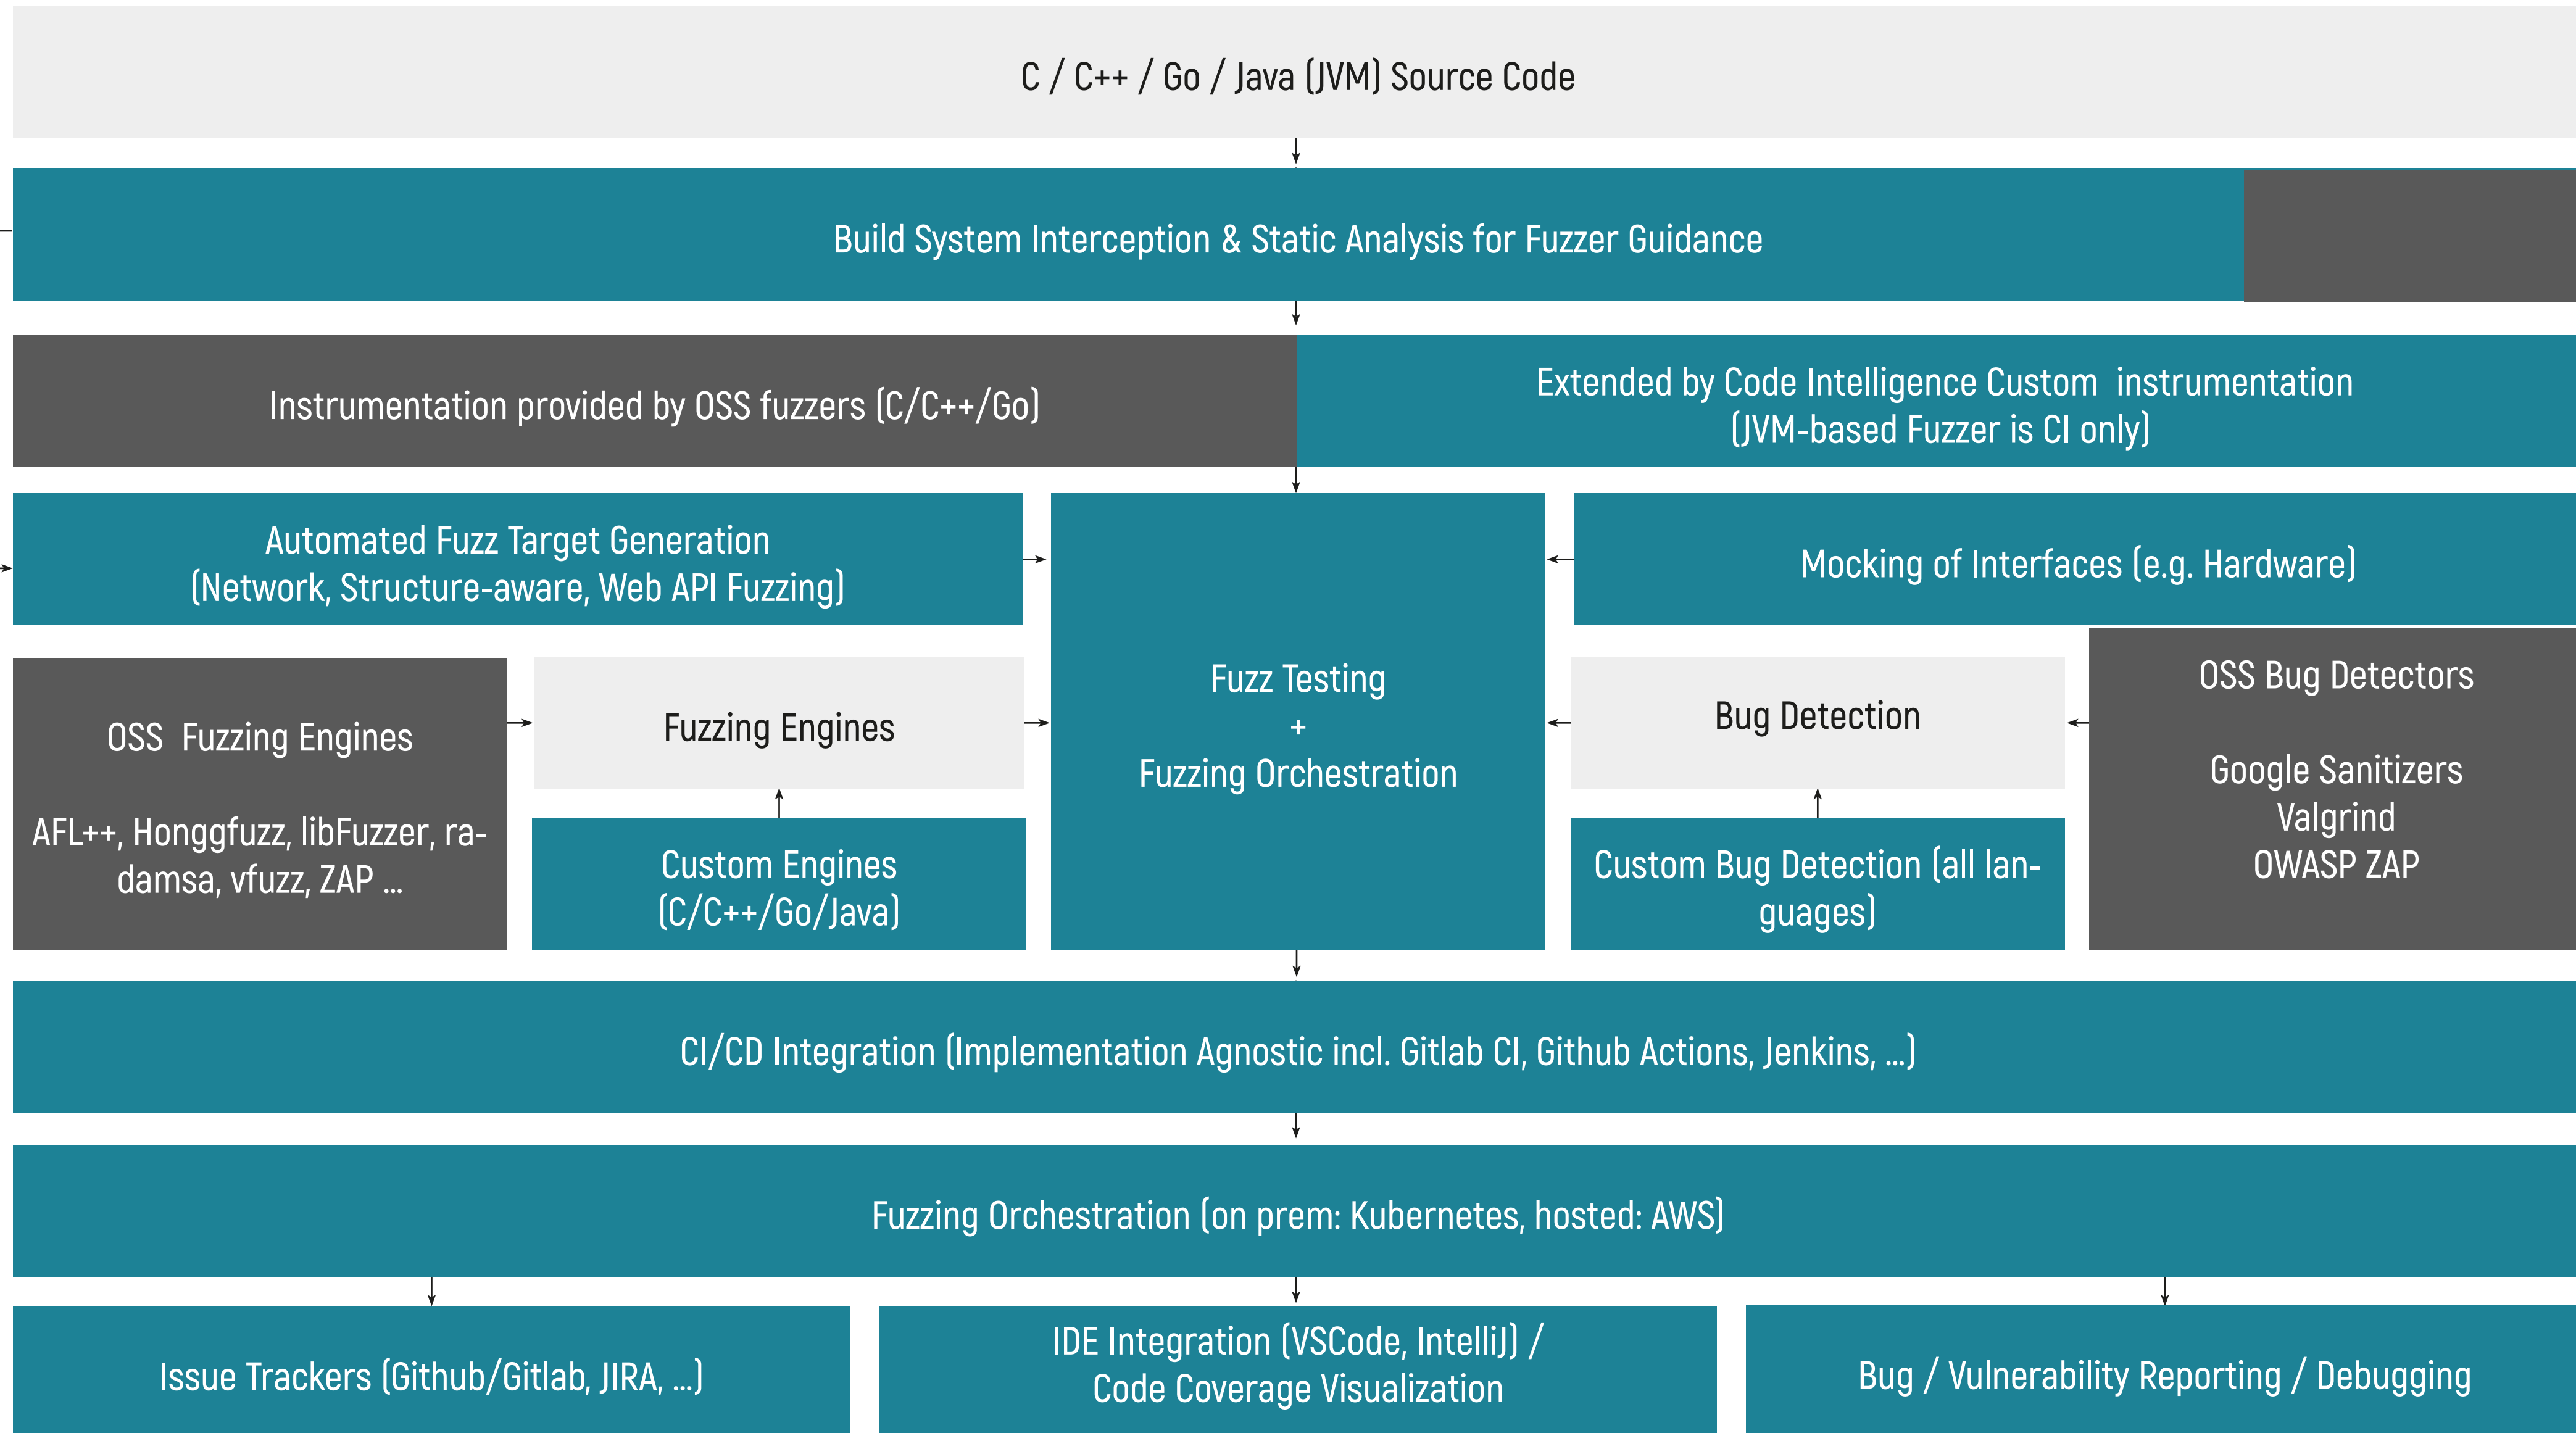 C / C++ / Go / Java (JVM) Source Code
Build System Interception & Static Analysis for Fuzzer Guidance
Instrumentation provided by OSS fuzzers (C/C++/Go)
Extended by Code Intelligence Custom  instrumentation
(JVM-based Fuzzer is CI only)
Automated Fuzz Target Generation
(Network, Structure-aware, Web API Fuzzing)
Mocking of Interfaces (e.g. Hardware)
OSS  Fuzzing Engines
AFL++, Honggfuzz, libFuzzer, ra-
damsa, vfuzz, ZAP ...
Fuzzing Engines
Custom Engines
(C/C++/Go/Java)
Fuzz Testing
+
Fuzzing Orchestration
Bug Detection
Custom Bug Detection (all lan-
guages)
OSS Bug Detectors
Google Sanitizers
Valgrind
OWASP ZAP
CI/CD Integration (Implementation Agnostic incl. Gitlab CI, Github Actions, Jenkins, ...)
Fuzzing Orchestration (on prem: Kubernetes, hosted: AWS)
Issue Trackers (Github/Gitlab, JIRA, ...)
IDE Integration (VSCode, IntelliJ) /
Code Coverage Visualization
Bug / Vulnerability Reporting / Debugging